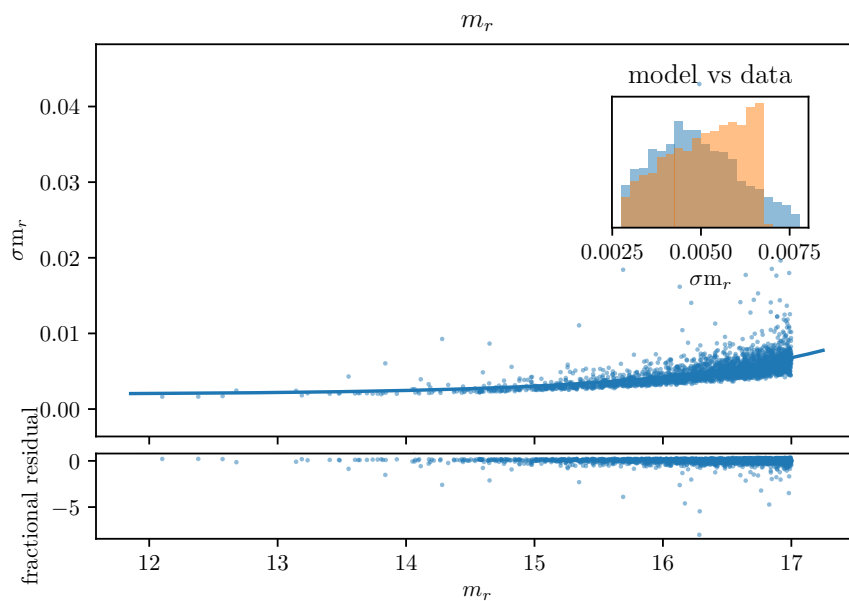 m_r
0.04
0.03
0.02
0.01
0.00
σm_r
model vs data
0.0025 0.0050 0.0075
σm_r
0
−5
fractional residual
12 13 14 15 16 17
m_r